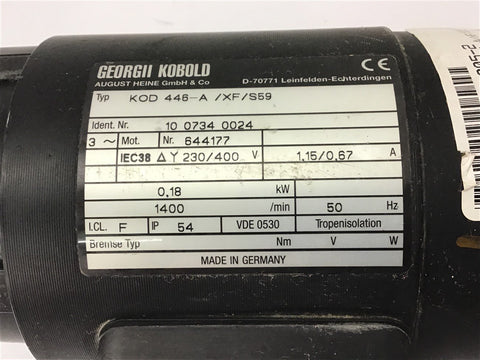 GEORGII KOBOLD
AUGUST HEINE GmbH & Co
CE
D-70771 Leinfelden-Echterdingen
Typ KOD 446-A /XF/S59
Ident. Nr. 10 0734 0024
3 ~ Mot. Nr. 644177
IEC38 Δ Y 230/400 V 1,15/0,67 A
0,18 kW
1400 /min 50 Hz
I.CL. F IP 54 VDE 0530 Tropenisolation
Bremse Typ Nm V W
MADE IN GERMANY